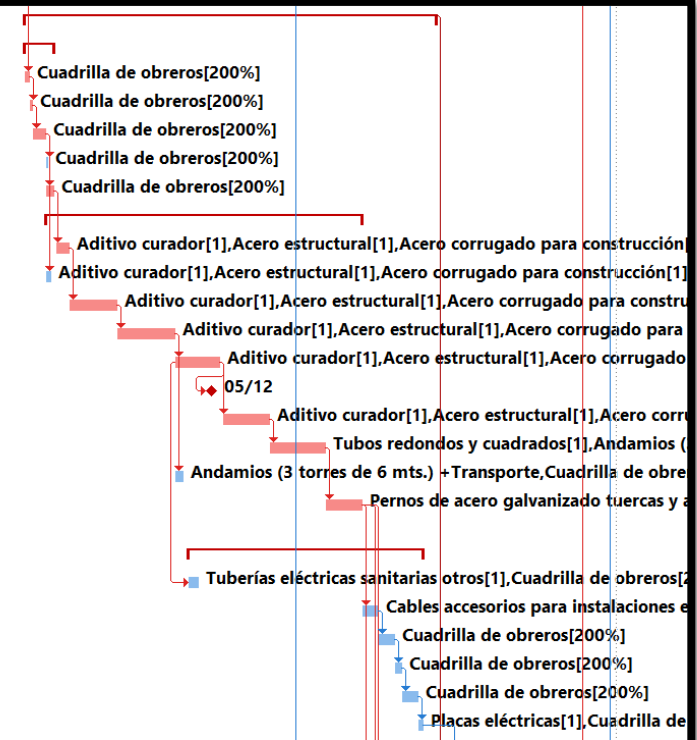 Cuadrilla de obreros[200%]
Cuadrilla de obreros[200%]
Cuadrilla de obreros[200%]
Cuadrilla de obreros[200%]
Cuadrilla de obreros[200%]
Aditivo curador[1],Acero estructural[1],Acero corrugado para construcción[
Aditivo curador[1],Acero estructural[1],Acero corrugado para construcción[1]
Aditivo curador[1],Acero estructural[1],Acero corrugado para constru
Aditivo curador[1],Acero estructural[1],Acero corrugado para
Aditivo curador[1],Acero estructural[1],Acero corrugado
05/12
Aditivo curador[1],Acero estructural[1],Acero corru
Tubos redondos y cuadrados[1],Andamios (
Andamios (3 torres de 6 mts.) +Transporte,Cuadrilla de obre
Pernos de acero galvanizado tuercas y a
Tuberías eléctricas sanitarias otros[1],Cuadrilla de obreros[2
Cables accesorios para instalaciones e
Cuadrilla de obreros[200%]
Cuadrilla de obreros[200%]
Cuadrilla de obreros[200%]
Placas eléctricas[1],Cuadrilla de